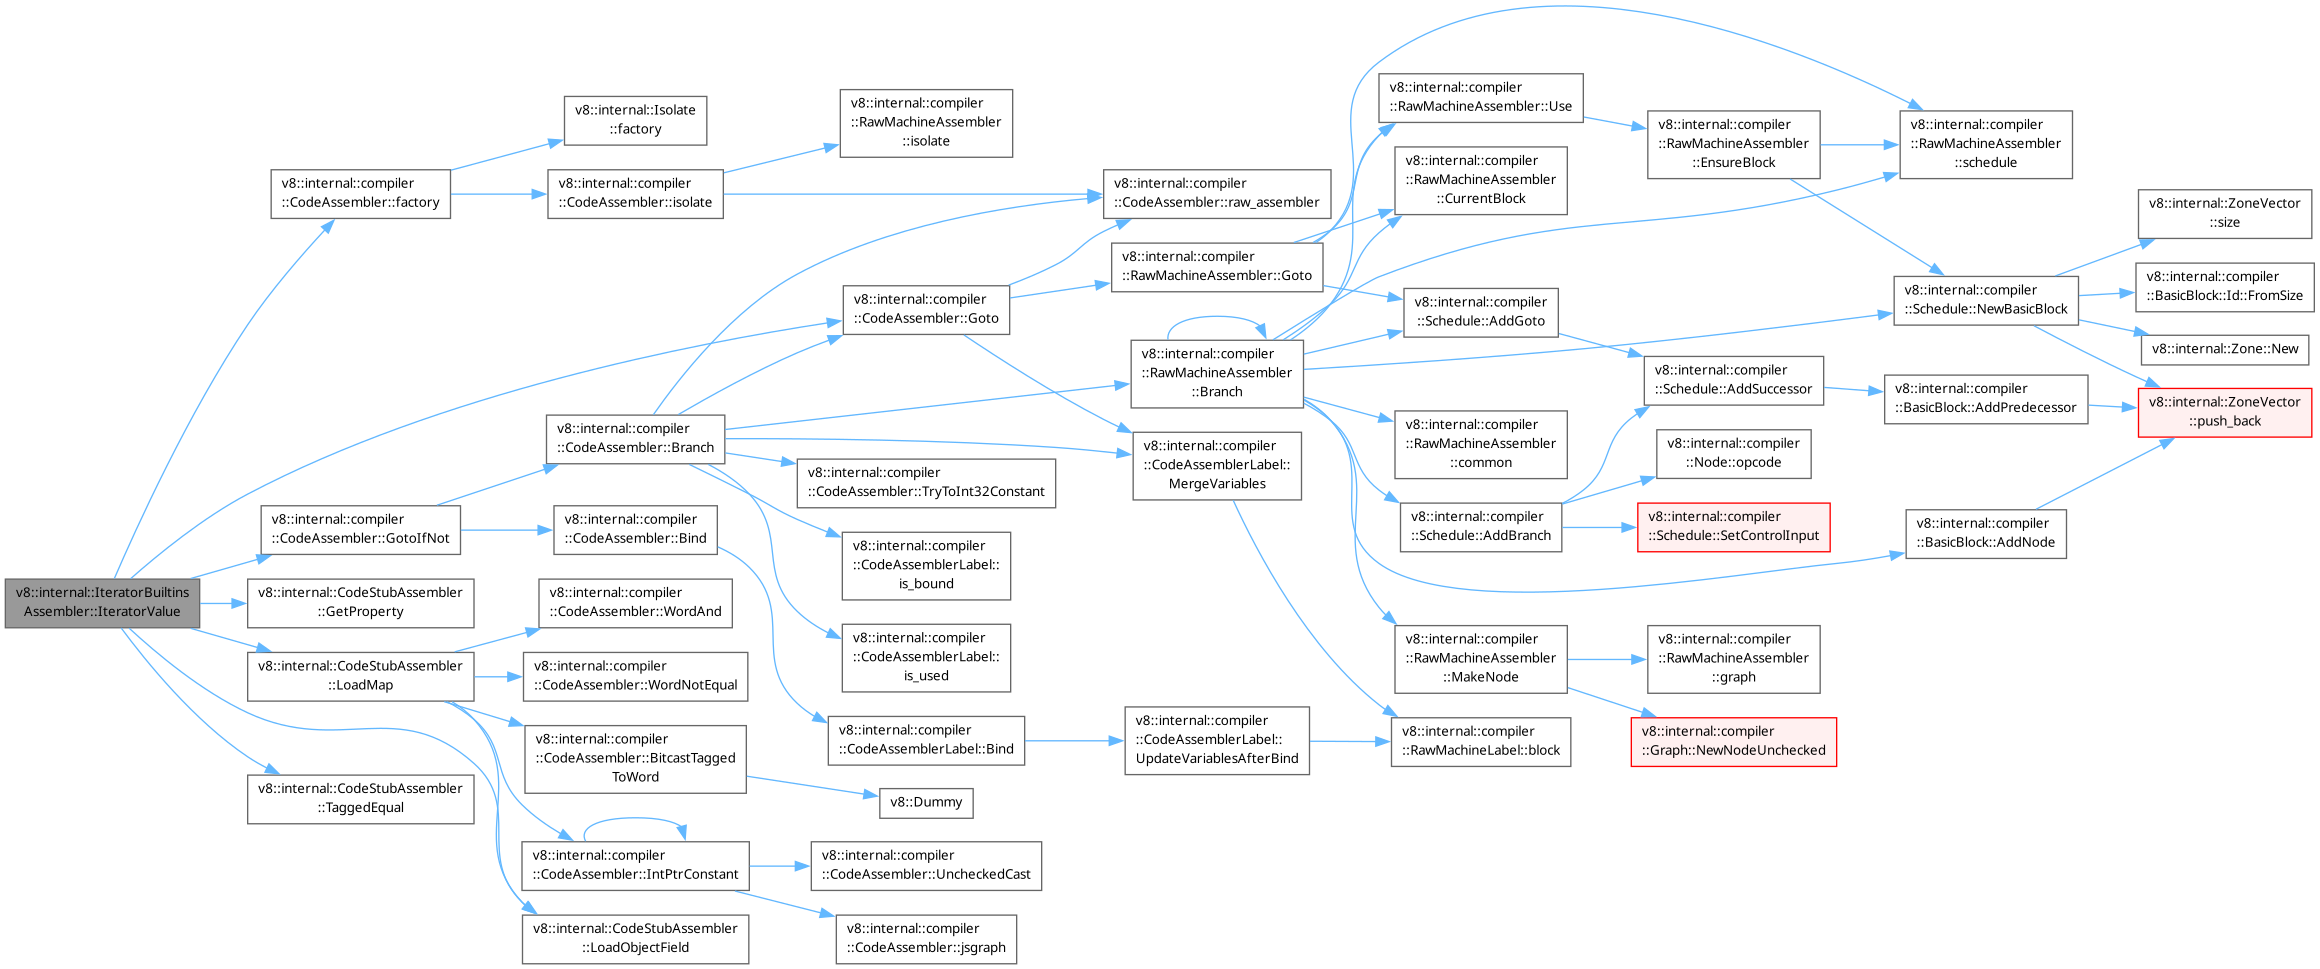 v8::internal::IteratorBuiltins
Assembler::IteratorValue
v8::internal::compiler
::CodeAssembler::factory
v8::internal::Isolate
::factory
v8::internal::compiler
::CodeAssembler::isolate
v8::internal::compiler
::RawMachineAssembler
::isolate
v8::internal::compiler
::CodeAssembler::raw_assembler
v8::internal::compiler
::CodeAssembler::Goto
v8::internal::compiler
::RawMachineAssembler::Goto
v8::internal::compiler
::RawMachineAssembler::Use
v8::internal::compiler
::RawMachineAssembler
::EnsureBlock
v8::internal::compiler
::RawMachineAssembler
::schedule
v8::internal::compiler
::RawMachineAssembler
::CurrentBlock
v8::internal::compiler
::Schedule::AddGoto
v8::internal::compiler
::Schedule::NewBasicBlock
v8::internal::ZoneVector
::size
v8::internal::compiler
::BasicBlock::Id::FromSize
v8::internal::Zone::New
v8::internal::ZoneVector
::push_back
v8::internal::compiler
::Schedule::AddSuccessor
v8::internal::compiler
::BasicBlock::AddPredecessor
v8::internal::compiler
::RawMachineAssembler
::Branch
v8::internal::compiler
::RawMachineAssembler
::common
v8::internal::compiler
::Node::opcode
v8::internal::compiler
::Schedule::AddBranch
v8::internal::compiler
::Schedule::SetControlInput
v8::internal::compiler
::BasicBlock::AddNode
v8::internal::compiler
::CodeAssembler::Branch
v8::internal::compiler
::CodeAssemblerLabel::
MergeVariables
v8::internal::compiler
::CodeAssembler::TryToInt32Constant
v8::internal::compiler
::CodeAssembler::GotoIfNot
v8::internal::compiler
::CodeAssembler::Bind
v8::internal::compiler
::CodeAssemblerLabel::
is_bound
v8::internal::compiler
::CodeAssemblerLabel::
is_used
v8::internal::CodeStubAssembler
::GetProperty
v8::internal::compiler
::CodeAssembler::WordAnd
v8::internal::CodeStubAssembler
::LoadMap
v8::internal::compiler
::CodeAssembler::WordNotEqual
v8::internal::compiler
::RawMachineAssembler
::MakeNode
v8::internal::compiler
::RawMachineAssembler
::graph
v8::internal::compiler
::Graph::NewNodeUnchecked
v8::internal::compiler
::CodeAssemblerLabel::Bind
v8::internal::compiler
::CodeAssemblerLabel::
UpdateVariablesAfterBind
v8::internal::compiler
::RawMachineLabel::block
v8::internal::compiler
::CodeAssembler::BitcastTagged
ToWord
v8::Dummy
v8::internal::CodeStubAssembler
::TaggedEqual
v8::internal::compiler
::CodeAssembler::IntPtrConstant
v8::internal::compiler
::CodeAssembler::UncheckedCast
v8::internal::compiler
::CodeAssembler::jsgraph
v8::internal::CodeStubAssembler
::LoadObjectField